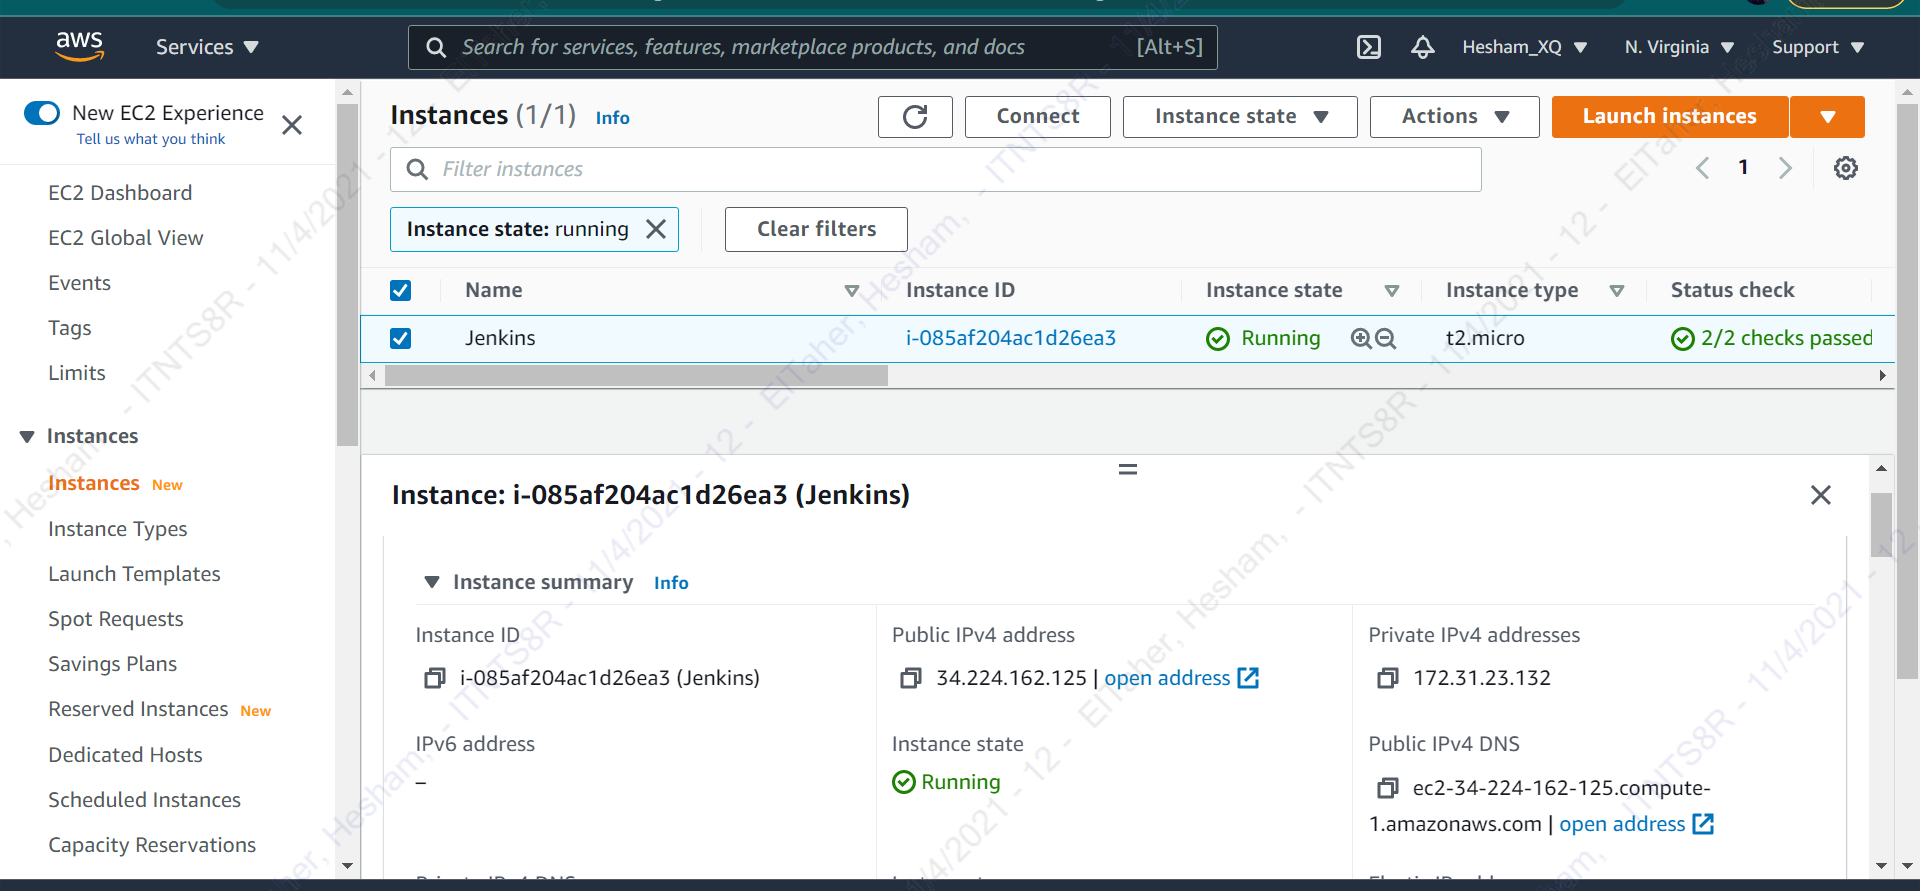 aws
Services
Search for services, features, marketplace products, and docs
[Alt+S]
Hesham_XQ
N. Virginia
Support
New EC2 Experience
Tell us what you think
EC2 Dashboard
EC2 Global View
Events
Tags
Limits
Instances
Instances New
Instance Types
Launch Templates
Spot Requests
Savings Plans
Reserved Instances New
Dedicated Hosts
Scheduled Instances
Capacity Reservations
Instances (1/1) Info
Connect
Instance state
Actions
Launch instances
Filter instances
1
Instance state: running
Clear filters
Name Instance ID Instance state Instance type Status check
Jenkins i-085af204ac1d26ea3 Running t2.micro 2/2 checks passed
Instance: i-085af204ac1d26ea3 (Jenkins)
Instance summary Info
Instance ID
i-085af204ac1d26ea3 (Jenkins)
Public IPv4 address
34.224.162.125 | open address
Private IPv4 addresses
172.31.23.132
IPv6 address
–
Instance state
Running
Public IPv4 DNS
ec2-34-224-162-125.compute-
1.amazonaws.com | open address
ElTaher, Hesham, - ITNTS8R - 11/4/2021 - 12 -